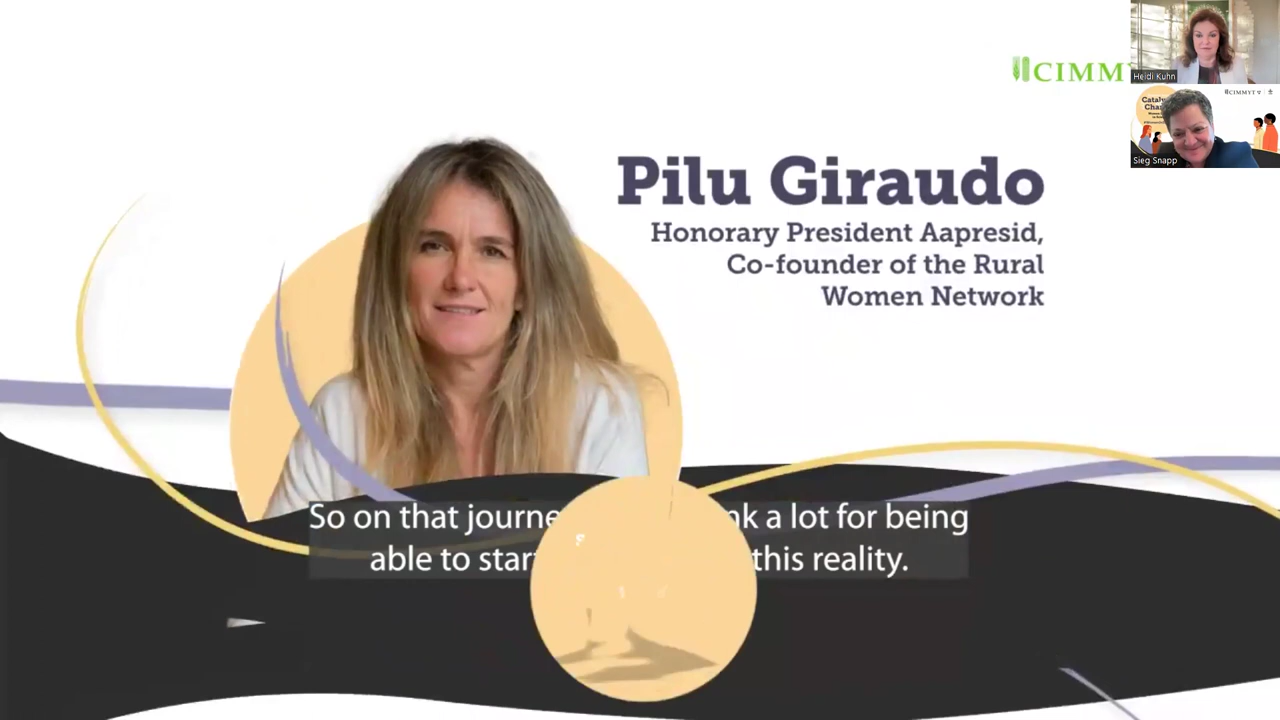 CIMMY
Heidi Kuhn
CIMMYT
Sieg Snapp
Pilu Giraudo
Honorary President Aapresid,
Co-founder of the Rural
Women Network
So on that journe nk a lot for being
able to star this reality.